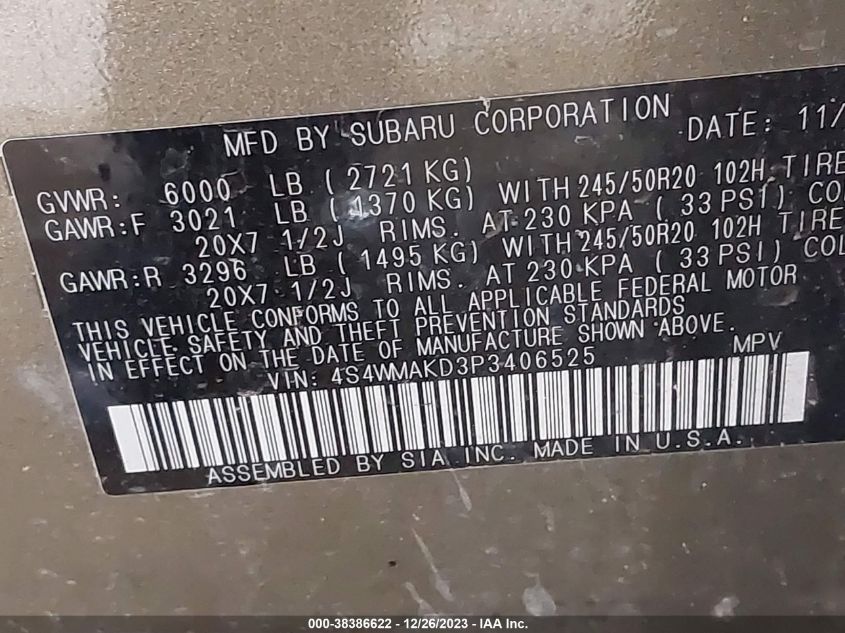 MFD BY SUBARU CORPORATION DATE: 11/
GVWR: 6000 LB ( 2721 KG)
GAWR:F 3021 LB ( 1370 KG) WITH 245/50R20 102H TIRE
20X7 1/2J RIMS. AT 230 KPA ( 33 PSI) COL
GAWR:R 3296 LB ( 1495 KG) WITH 245/50R20 102H TIRE
20X7 1/2J RIMS. AT 230 KPA ( 33 PSI) COL
THIS VEHICLE CONFORMS TO ALL APPLICABLE FEDERAL MOTOR
VEHICLE SAFETY AND THEFT PREVENTION STANDARDS
IN EFFECT ON THE DATE OF MANUFACTURE SHOWN ABOVE.
VIN: 4S4WMAKD3P3406525 MPV
ASSEMBLED BY SIA INC. MADE IN U.S.A.
000-38386622 - 12/26/2023 - IAA Inc.